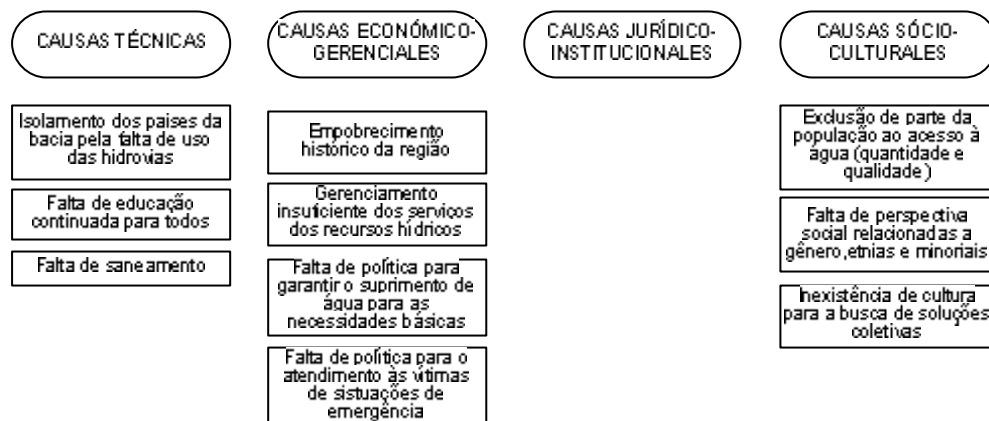 CAUSAS TÉCNICAS
CAUSAS ECONÓMICO-
GERENCIALES
CAUSAS JURÍDICO-
INSTITUCIONALES
CAUSAS SÓCIO-
CULTURALES
Isolamento dos paises da
bacia pela falta de uso
das hidrovias
Falta de educação
continuada para todos
Falta de saneamento
Empobrecimento
histórico da região
Gerenciamento
insuficiente dos serviços
dos recursos hídricos
Falta de política para
garantir o suprimento de
água para as
necessidades básicas
Falta de política para o
atendimento às vítimas
de sistuações de
emergência
Exclusão de parte da
população ao acesso à
água (quantidade e
qualidade)
Falta de perspectiva
social relacionadas a
gênero,etnias e minoriais
Inexistência de cultura
para a busca de soluções
coletivas